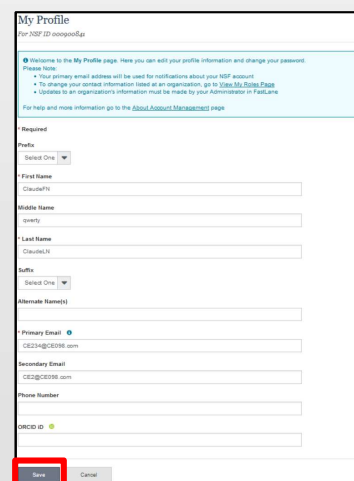 My Profile
For NSF ID 000900841
Welcome to the My Profile page. Here you can edit your profile information and change your password.
Please Note:
• Your primary email address will be used for notifications about your NSF account
• To change your contact information listed at an organization, go to View My Roles Page
• Updates to an organization's information must be made by your Administrator in FastLane
For help and more information go to the About Account Management page
* Required
Prefix
Select One
* First Name
ClaudeFN
Middle Name
qwerty
* Last Name
ClaudeLN
Suffix
Select One
Alternate Name(s)
* Primary Email
CE234@CE098.com
Secondary Email
CE2@CE098.com
Phone Number
ORCID iD
Save Cancel